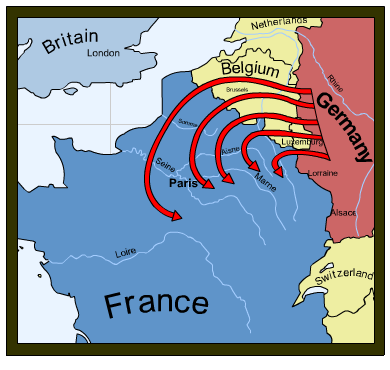 Netherlands
Britain
London
Belgium
Brussels
Rhine
Germany
Somme
Luxemburg
Aisne
Seine
Paris
Marne
Lorraine
Alsace
Loire
Switzerland
France